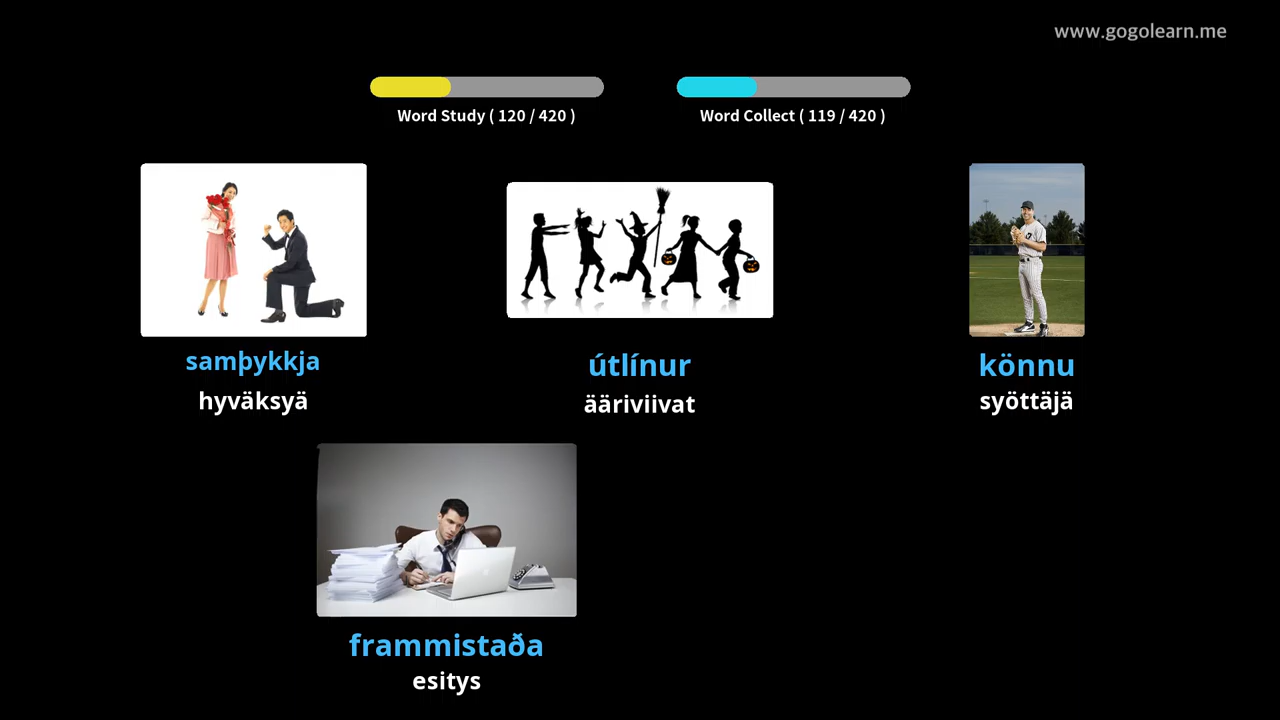 www.gogolearn.me
Word Study ( 120 / 420 )
Word Collect ( 119 / 420 )
samþykkja
hyväksyä
útlínur
ääriviivat
könnu
syöttäjä
frammistaða
esitys